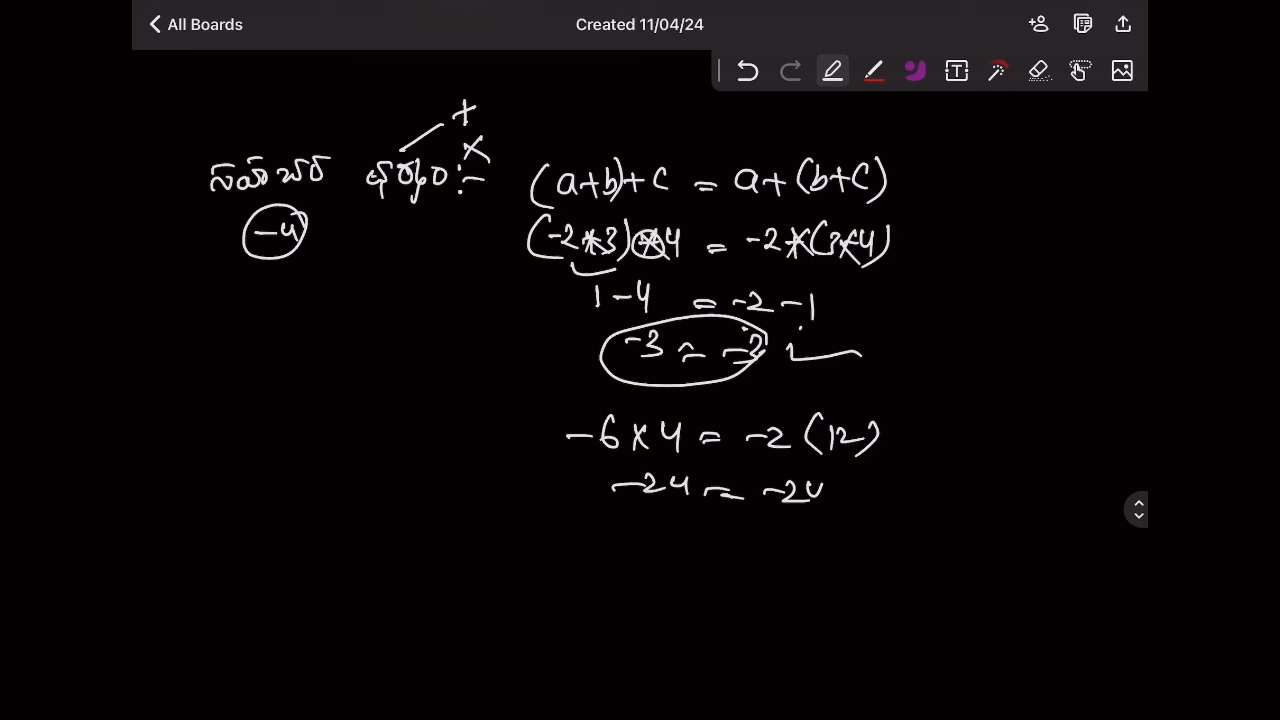 All Boards
Created 11/04/24
+
×
ధర్మం :- (a+b)+c = a+(b+c)
-4 (-2×3)×4 = -2×(3×4)
1-4 = -2-1
-3 = -3
-6×4 = -2(12)
-24 = -24